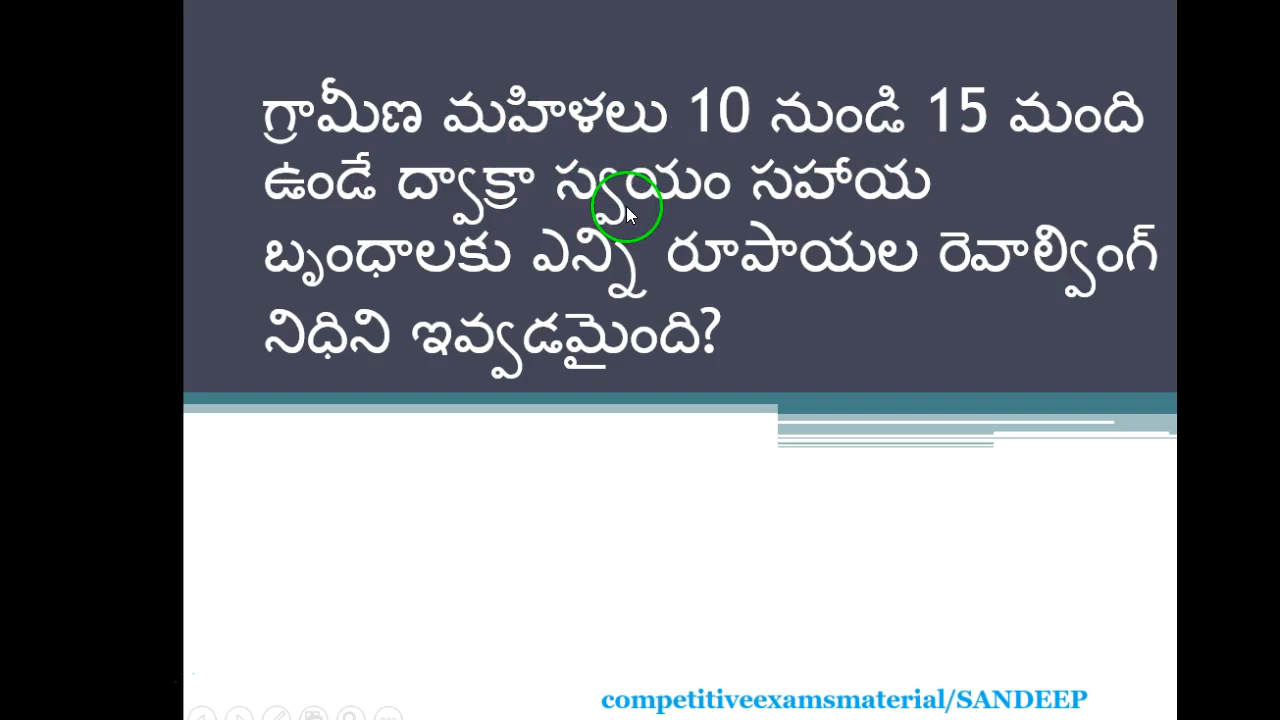 గ్రామీణ మహిళలు 10 నుండి 15 మంది
ఉండే ద్వాక్రా స్వయం సహాయ
బృంధాలకు ఎన్ని రూపాయల రెవాల్వింగ్
నిధిని ఇవ్వడమైంది?
competitiveexamsmaterial/SANDEEP